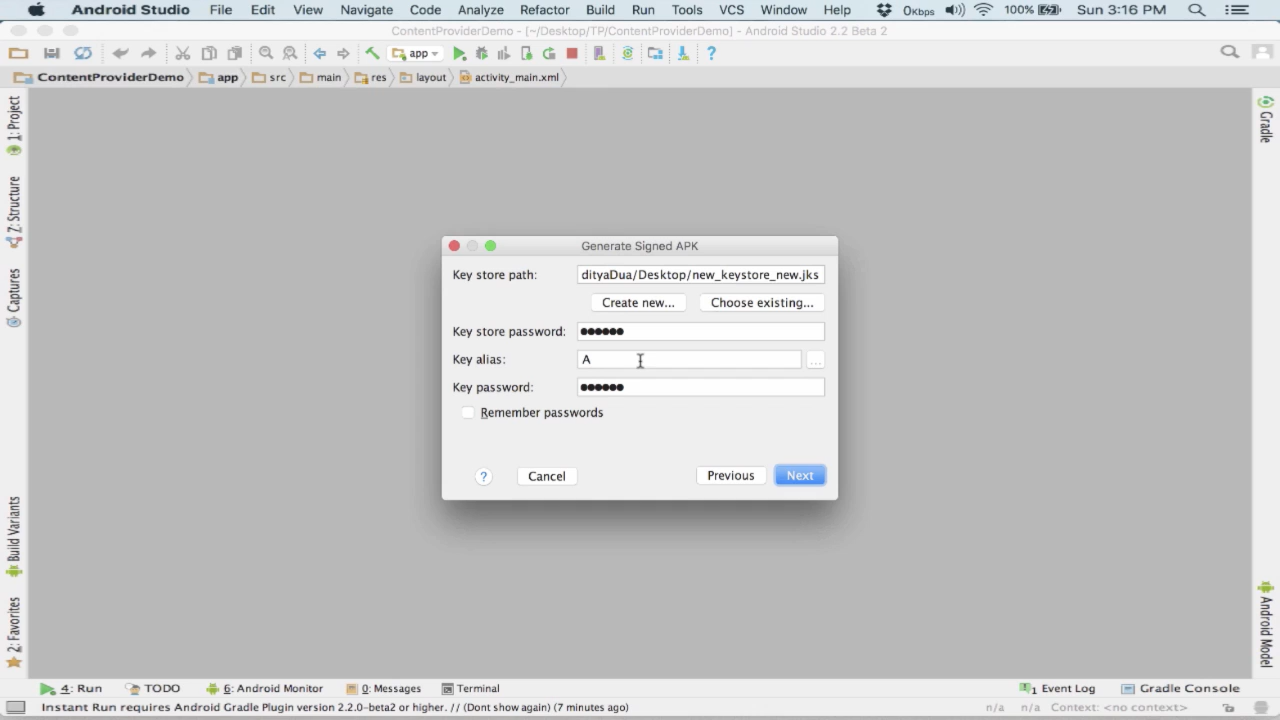 Android Studio File Edit View Navigate Code Analyze Refactor Build Run Tools VCS Window Help 0Kbps 100% Sun 3:16 PM
ContentProviderDemo - [~/Desktop/TP/ContentProviderDemo] - Android Studio 2.2 Beta 2
app
ContentProviderDemo app src main res layout activity_main.xml
1: Project
Z: Structure
Captures
Build Variants
2: Favorites
Gradle
Android Model
Generate Signed APK
Key store path: dityaDua/Desktop/new_keystore_new.jks
Create new... Choose existing...
Key store password: ●●●●●●
Key alias: A ...
Key password: ●●●●●●
Remember passwords
? Cancel Previous Next
4: Run TODO 6: Android Monitor 0: Messages Terminal 1 Event Log Gradle Console
Instant Run requires Android Gradle Plugin version 2.2.0-beta2 or higher. // (Dont show again) (7 minutes ago) n/a n/a Context: <no context>